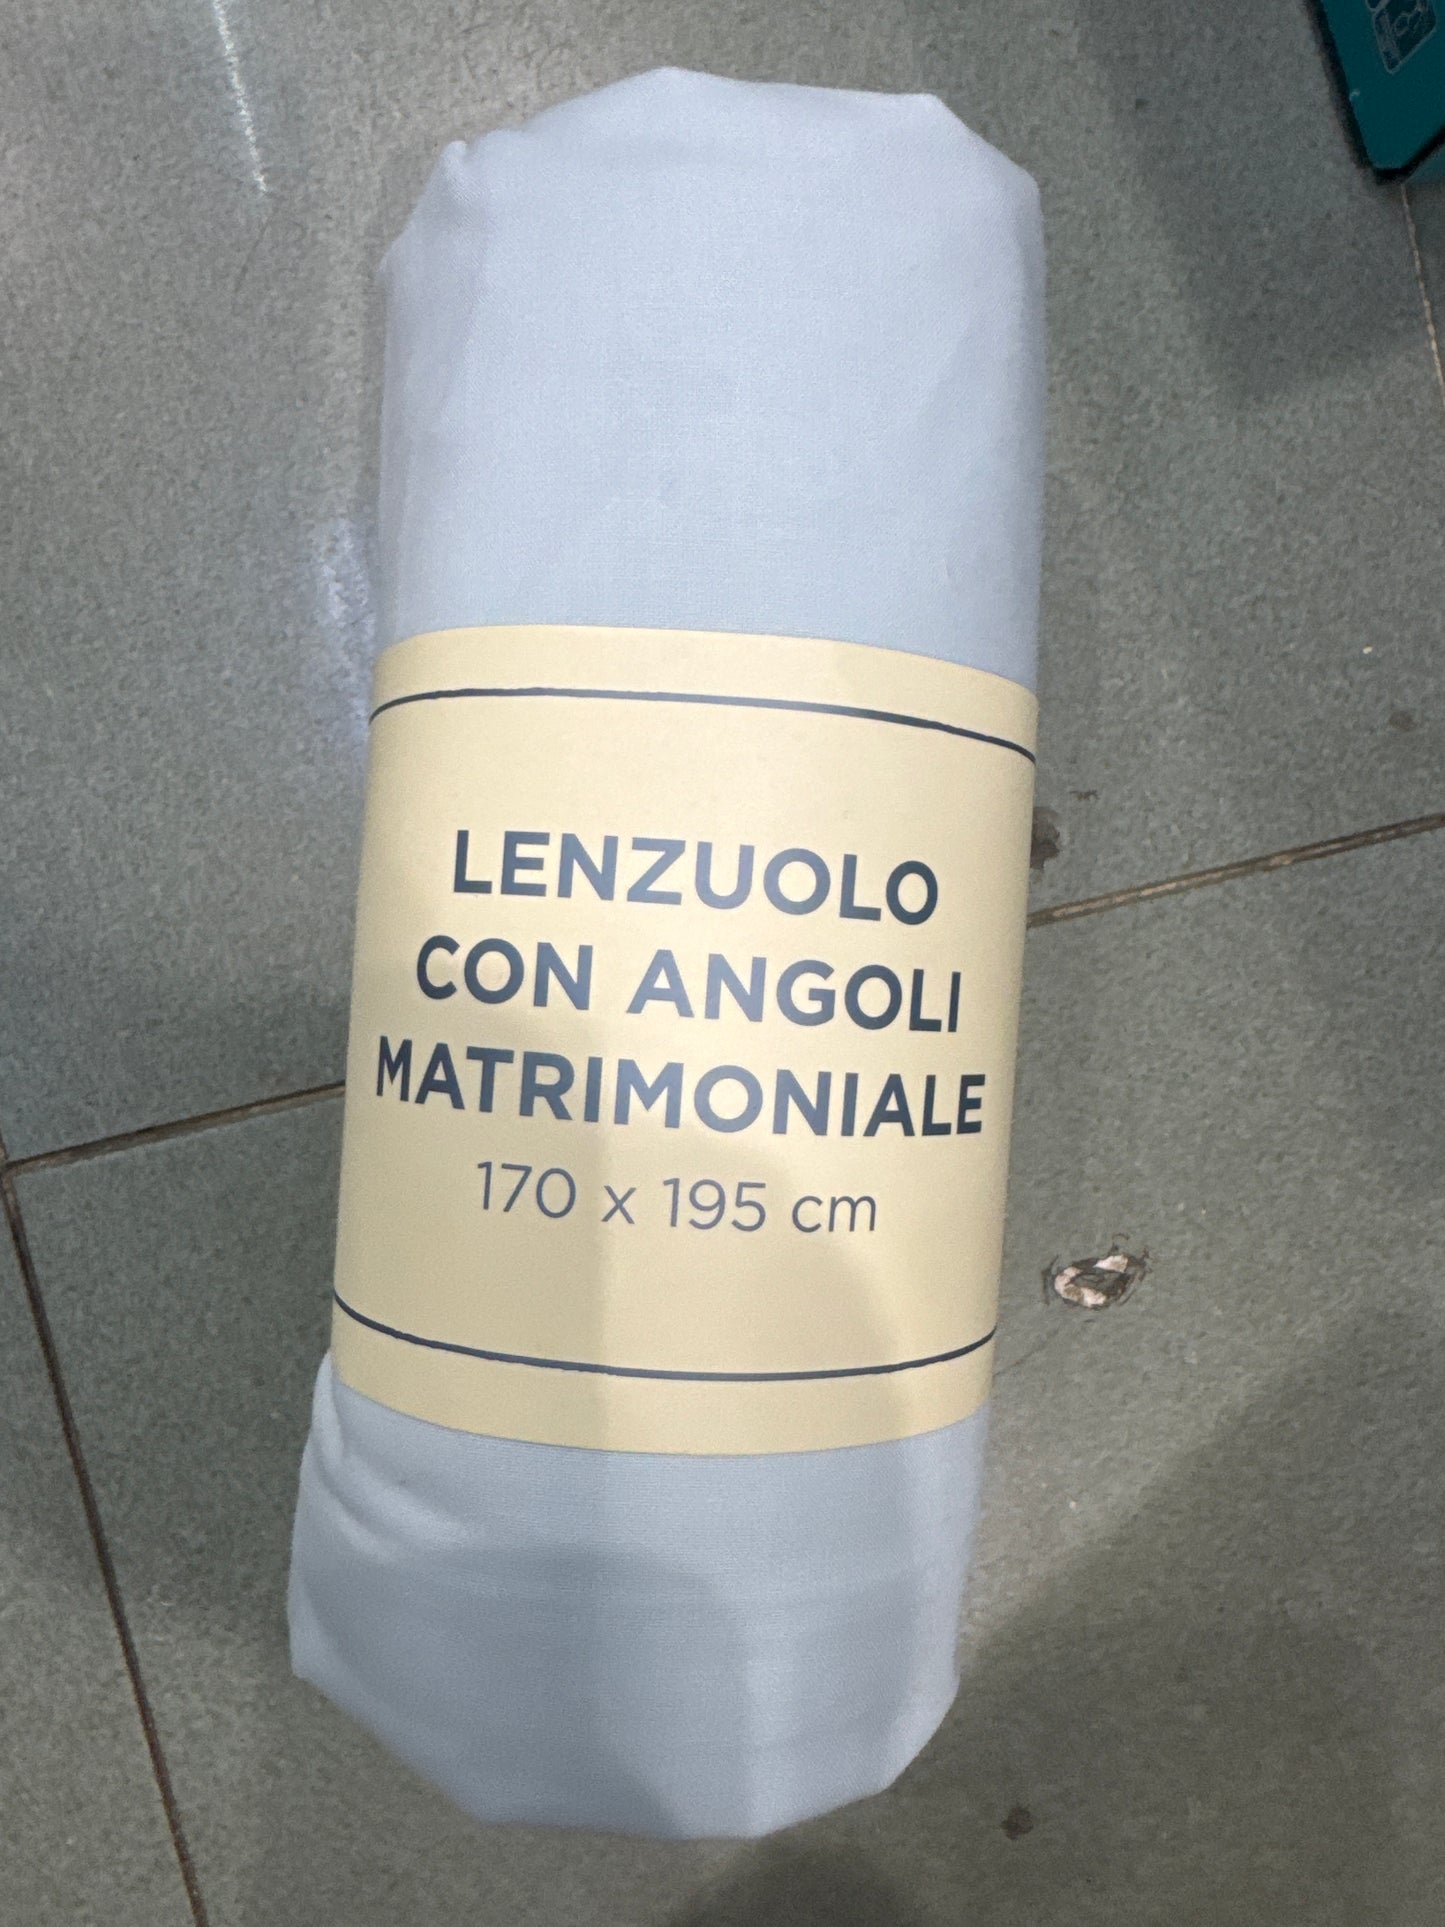 LENZUOLO
CON ANGOLI
MATRIMONIALE
170 x 195 cm